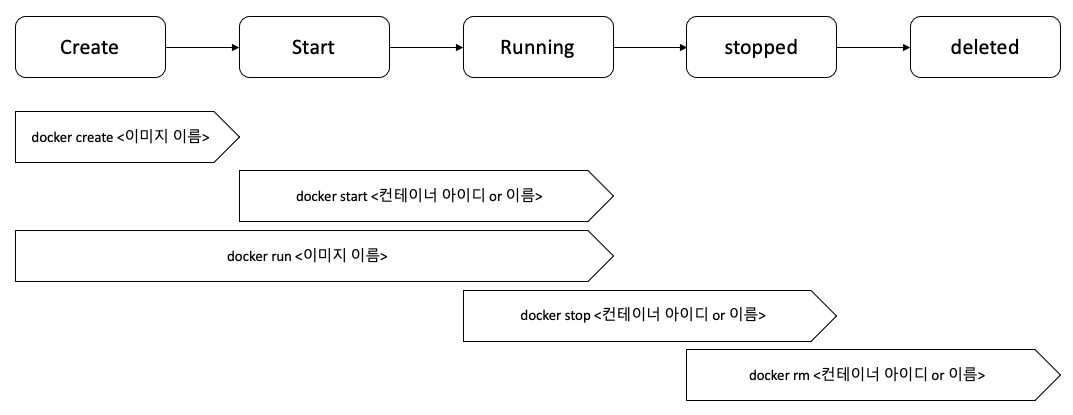 Create
Start
Running
stopped
deleted
docker create <이미지 이름>
docker start <컨테이너 아이디 or 이름>
docker run <이미지 이름>
docker stop <컨테이너 아이디 or 이름>
docker rm <컨테이너 아이디 or 이름>